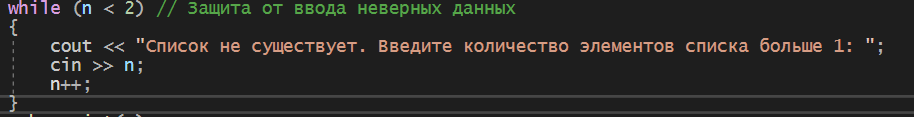 while (n < 2) // Защита от ввода неверных данных
{
cout << "Список не существует. Введите количество элементов списка больше 1: ";
cin >> n;
n++;
}